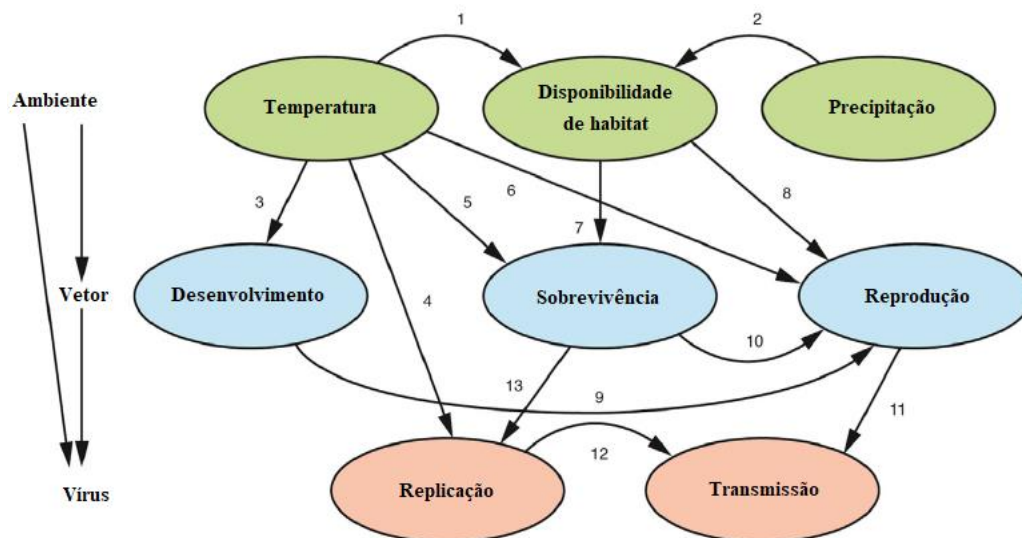 1
2
Ambiente
Temperatura
Disponibilidade
de habitat
Precipitação
3
5
6
7
8
Vetor
Desenvolvimento
4
Sobrevivência
Reprodução
10
13
9
11
12
Vírus
Replicação
Transmissão